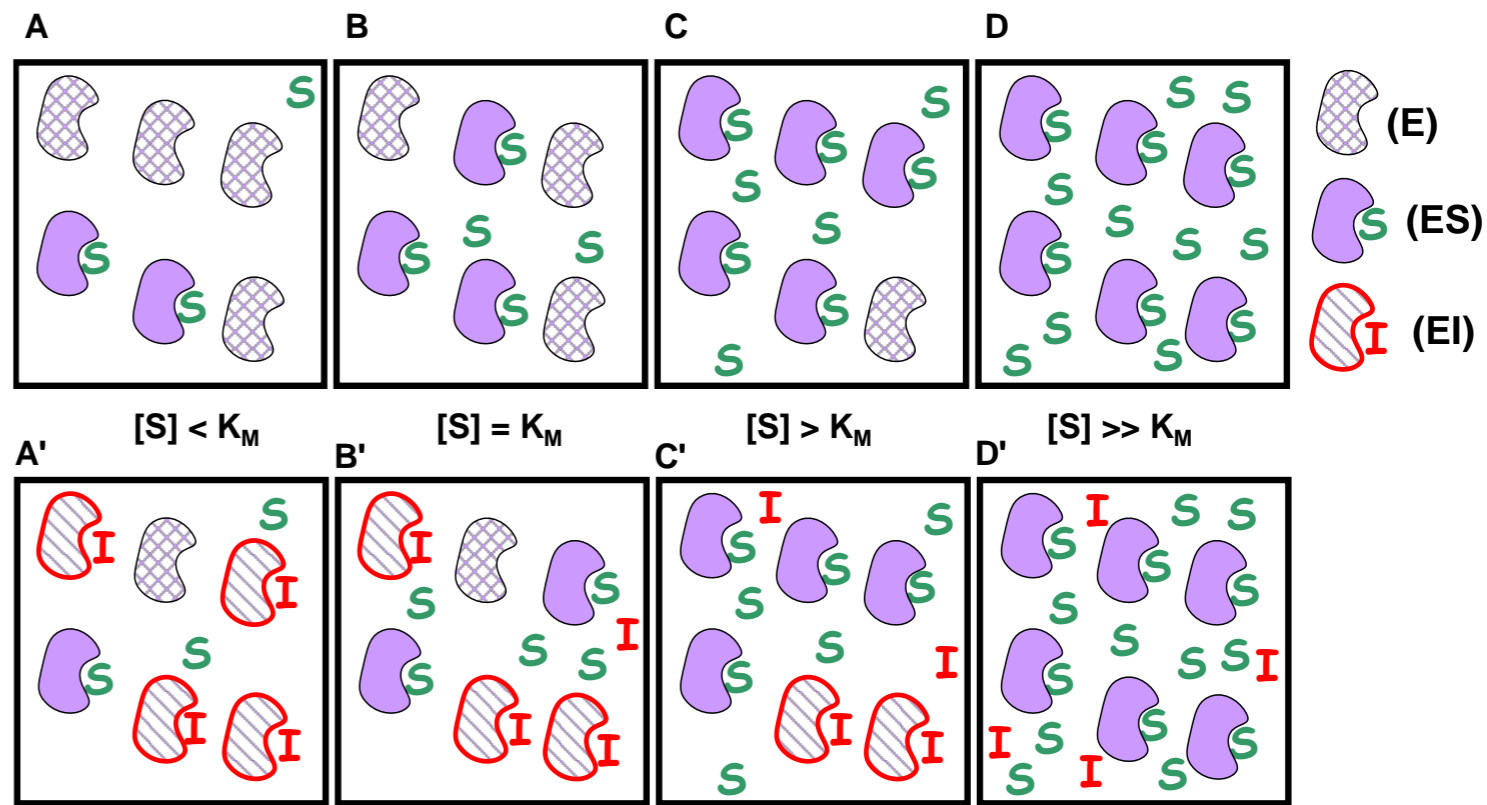 A B C D
S S S S
S S (E)
S S S
S S
S S
S S S S (ES)
S S S
S S S S
S S S S
S S I (EI)
S S S
[S] < KM [S] = KM [S] > KM [S] >> KM
A' B' C' D'
S I S I S S
I I S S
S S
I S S S
S S S
I S S
S S S I S S I
S S S S
I I I S
I I I I S S
S S I S